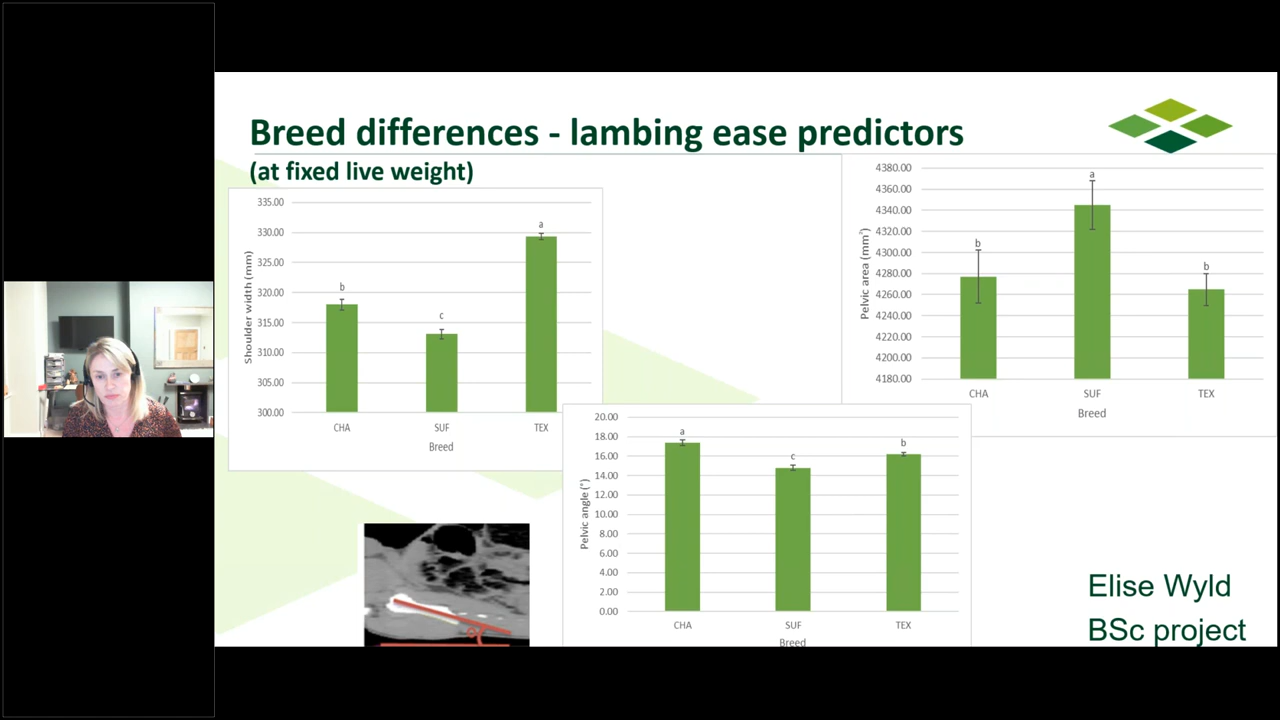 Breed differences - lambing ease predictors
(at fixed live weight)
335.00
330.00
325.00
320.00
315.00
310.00
305.00
300.00
Shoulder width (mm)
b
c
a
CHA
SUF
TEX
Breed
4380.00
4360.00
4340.00
4320.00
4300.00
4280.00
4260.00
4240.00
4220.00
4200.00
4180.00
Pelvic area (mm²)
b
a
b
CHA
SUF
TEX
Breed
20.00
18.00
16.00
14.00
12.00
10.00
8.00
6.00
4.00
2.00
0.00
Pelvic angle (°)
a
c
b
CHA
SUF
TEX
Breed
Elise Wyld
BSc project